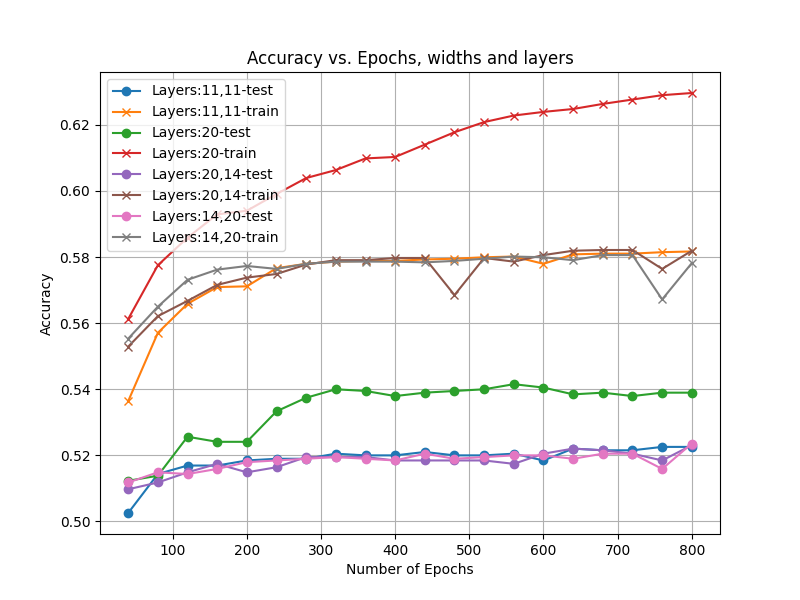 Accuracy vs. Epochs, widths and layers
Layers:11,11-test
Layers:11,11-train
Layers:20-test
Layers:20-train
Layers:20,14-test
Layers:20,14-train
Layers:14,20-test
Layers:14,20-train
Accuracy
0.62
0.60
0.58
0.56
0.54
0.52
0.50
100 200 300 400 500 600 700 800
Number of Epochs